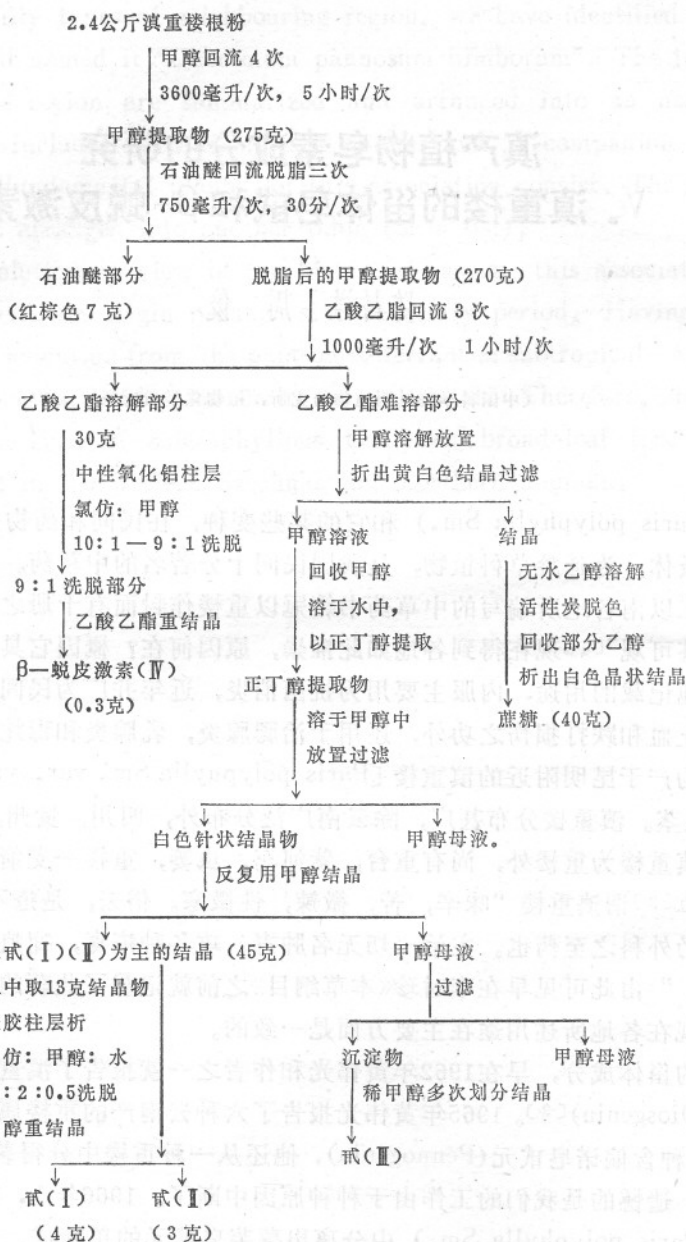 2.4公斤滇重楼根粉
甲醇回流4次
3600毫升/次，5小时/次
甲醇提取物（275克）
石油醚回流脱脂三次
750毫升/次，30分/次
石油醚部分
（红棕色7克）
脱脂后的甲醇提取物（270克）
乙酸乙脂回流3次
1000毫升/次 1小时/次
乙酸乙酯溶解部分
30克
中性氧化铝柱层
氯仿：甲醇
10:1—9:1洗脱
9:1洗脱部分
乙酸乙酯重结晶
β—蜕皮激素（Ⅳ）
（0.3克）
乙酸乙酯难溶部分
甲醇溶解放置
折出黄白色结晶过滤
甲醇溶液
回收甲醇
溶于水中，
以正丁醇提取
正丁醇提取物
溶于甲醇中
放置过滤
结晶
无水乙醇溶解
活性炭脱色
回收部分乙醇
折出白色晶状结晶
蔗糖（40克）
白色针状结晶物
反复用甲醇结晶
甲醇母液。
甙（Ⅰ）（Ⅱ）为主的结晶（45克）
中取13克结晶物
胶柱层析
仿：甲醇：水
:2:0.5洗脱
醇重结晶
甙（Ⅰ）
（4克）
甙（Ⅱ）
（3克）
甲醇母液
过滤
沉淀物
稀甲醇多次划分结晶
甙（Ⅲ）
甲醇母液